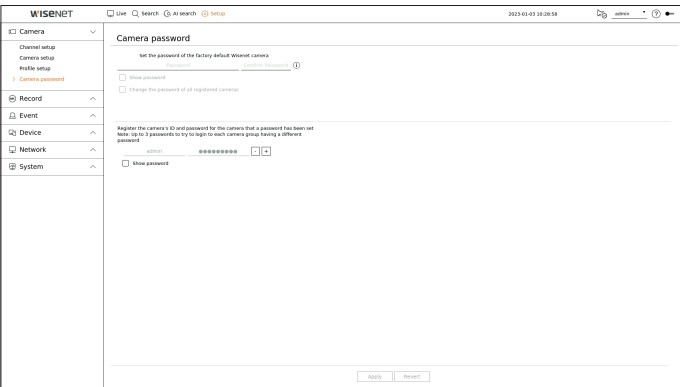 WISENET
Live Search AI search Setup
2023-01-03 10:28:58
admin
Camera
Channel setup
Camera setup
Profile setup
Camera password
Record
Event
Device
Network
System
Camera password
Set the password of the factory default Wisenet camera
Password Confirm Password
Show password
Change the password of all registered cameras
Register the camera's ID and password for the camera that a password has been set
Note: Up to 3 passwords to try to login to each camera group having a different
password
admin ●●●●●●●●● - +
Show password
Apply Revert